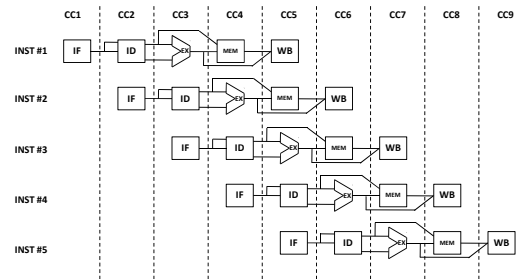 CC1 CC2 CC3 CC4 CC5 CC6 CC7 CC8 CC9
INST #1 IF ID EX MEM WB
INST #2 IF ID EX MEM WB
INST #3 IF ID EX MEM WB
INST #4 IF ID EX MEM WB
INST #5 IF ID EX MEM WB